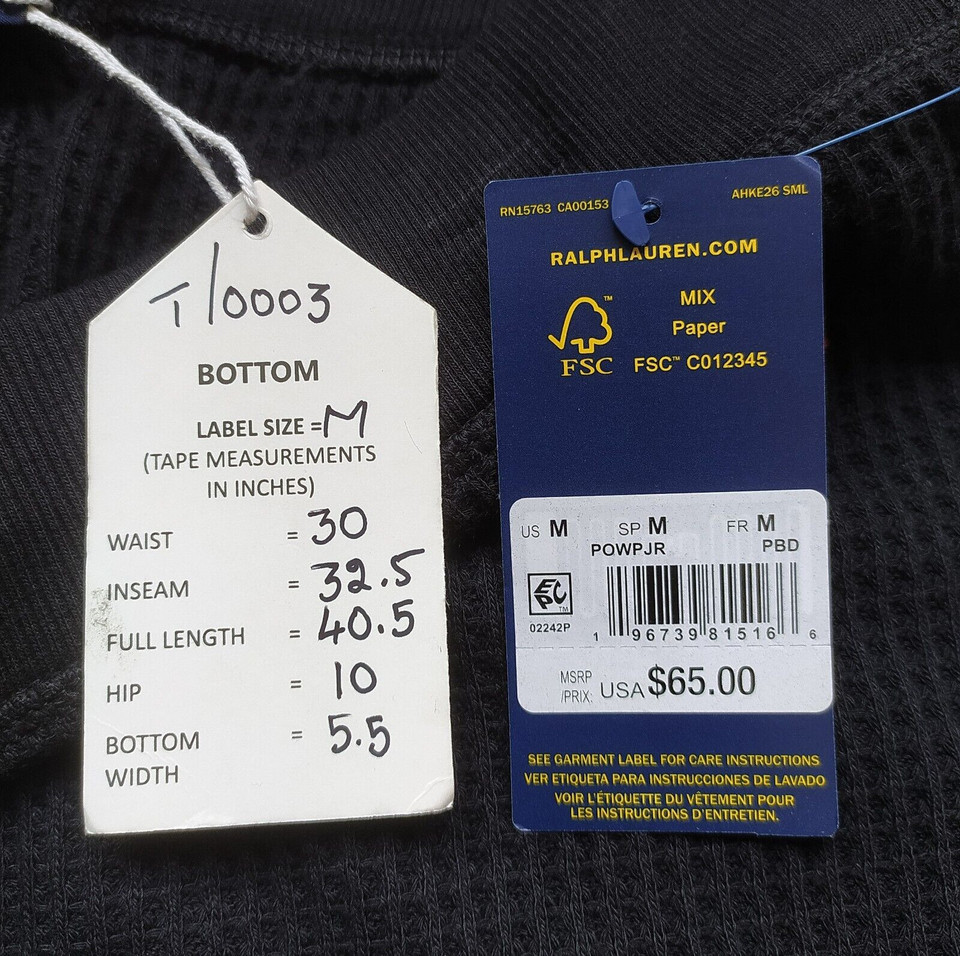 T/0003
BOTTOM
LABEL SIZE = M
(TAPE MEASUREMENTS
IN INCHES)
WAIST = 30
INSEAM = 32.5
FULL LENGTH = 40.5
HIP = 10
BOTTOM = 5.5
WIDTH
RN15763 CA00153
AHKE26 SML
RALPHLAUREN.COM
MIX
Paper
FSC™ C012345
™
FSC
US M SP M FR M
POWPJR PBD
EPC
TM
02242P
1 96739 81516 6
MSRP
/PRIX: USA $65.00
SEE GARMENT LABEL FOR CARE INSTRUCTIONS
VER ETIQUETA PARA INSTRUCCIONES DE LAVADO
VOIR L'ÉTIQUETTE DU VÊTEMENT POUR
LES INSTRUCTIONS D'ENTRETIEN.